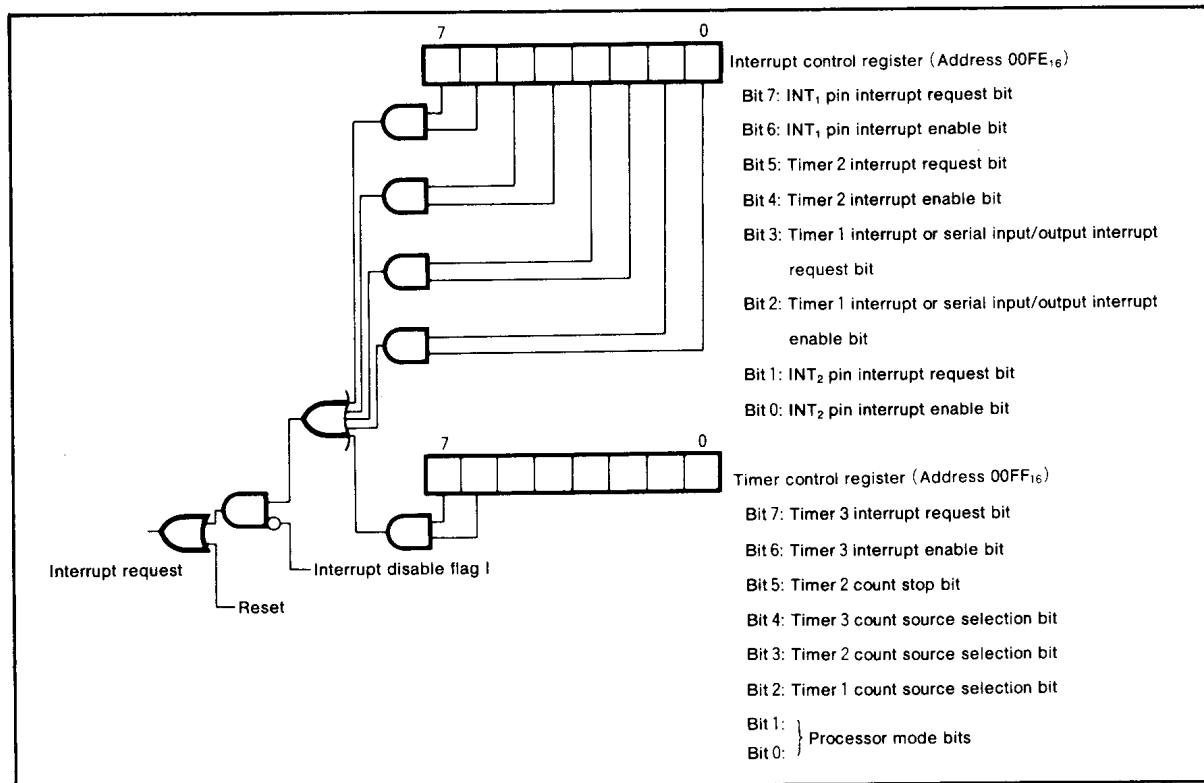 7 0
Interrupt control register (Address 00FE₁₆)
Bit 7: INT₁ pin interrupt request bit
Bit 6: INT₁ pin interrupt enable bit
Bit 5: Timer 2 interrupt request bit
Bit 4: Timer 2 interrupt enable bit
Bit 3: Timer 1 interrupt or serial input/output interrupt
request bit
Bit 2: Timer 1 interrupt or serial input/output interrupt
enable bit
Bit 1: INT₂ pin interrupt request bit
Bit 0: INT₂ pin interrupt enable bit
7 0
Timer control register (Address 00FF₁₆)
Bit 7: Timer 3 interrupt request bit
Bit 6: Timer 3 interrupt enable bit
Bit 5: Timer 2 count stop bit
Bit 4: Timer 3 count source selection bit
Bit 3: Timer 2 count source selection bit
Bit 2: Timer 1 count source selection bit
Bit 1:
Bit 0:
Processor mode bits
Interrupt request
Interrupt disable flag I
Reset